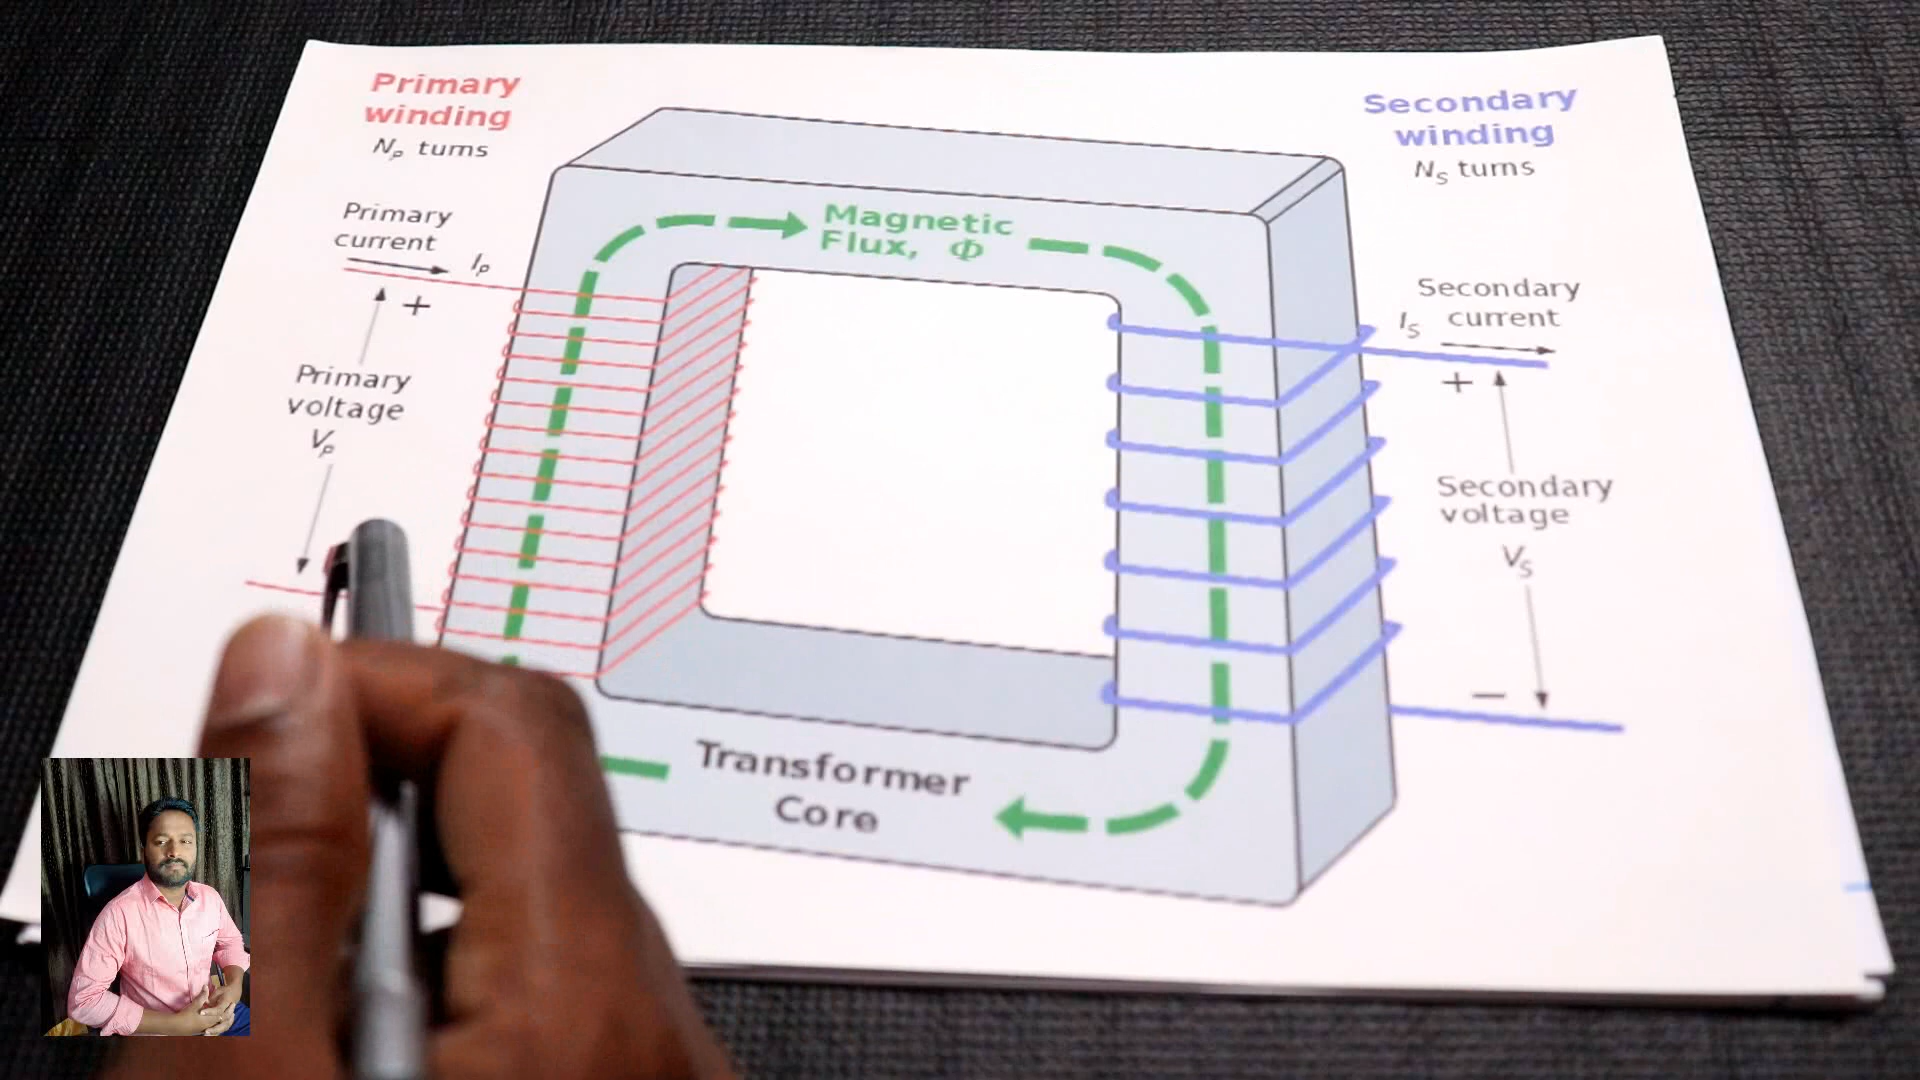 Primary
winding
Np turns
Primary
current
Ip
+
Primary
voltage
Vp
Magnetic
Flux, Φ
Transformer
Core
Secondary
winding
NS turns
Secondary
current
IS
+
Secondary
voltage
VS
−